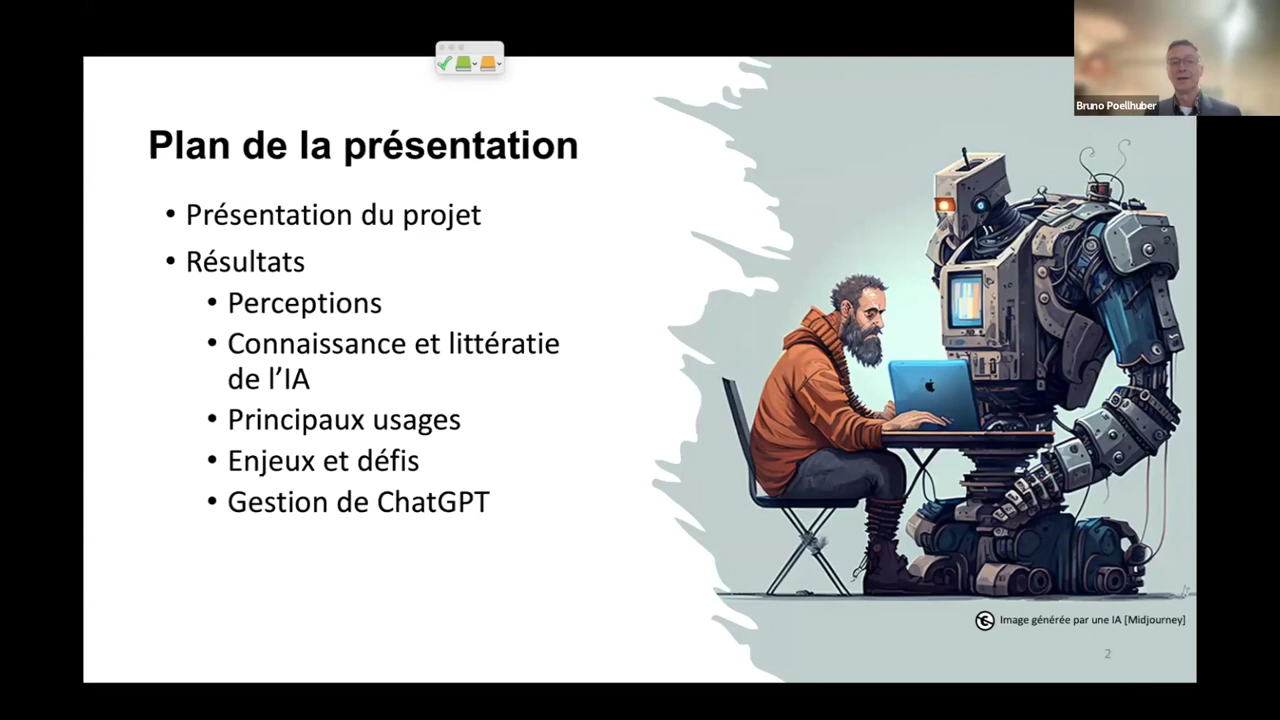 Bruno Poellhuber
Plan de la présentation
• Présentation du projet
• Résultats
• Perceptions
• Connaissance et littératie
de l’IA
• Principaux usages
• Enjeux et défis
• Gestion de ChatGPT
Image générée par une IA [Midjourney]
2